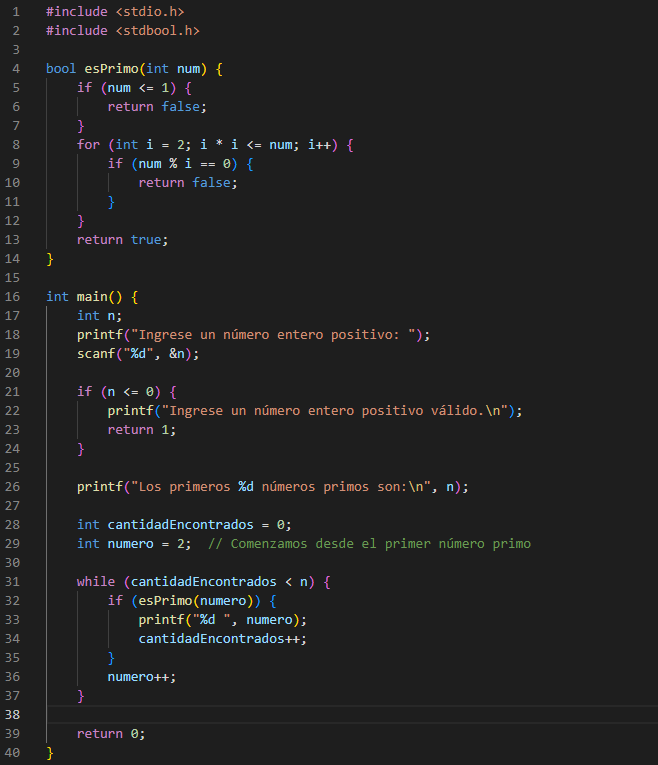 1 #include <stdio.h>
2 #include <stdbool.h>
3
4 bool esPrimo(int num) {
5     if (num <= 1) {
6         return false;
7     }
8     for (int i = 2; i * i <= num; i++) {
9         if (num % i == 0) {
10             return false;
11         }
12     }
13     return true;
14 }
15
16 int main() {
17     int n;
18     printf("Ingrese un número entero positivo: ");
19     scanf("%d", &n);
20
21     if (n <= 0) {
22         printf("Ingrese un número entero positivo válido.\n");
23         return 1;
24     }
25
26     printf("Los primeros %d números primos son:\n", n);
27
28     int cantidadEncontrados = 0;
29     int numero = 2;  // Comenzamos desde el primer número primo
30
31     while (cantidadEncontrados < n) {
32         if (esPrimo(numero)) {
33             printf("%d ", numero);
34             cantidadEncontrados++;
35         }
36         numero++;
37     }
38
39     return 0;
40 }